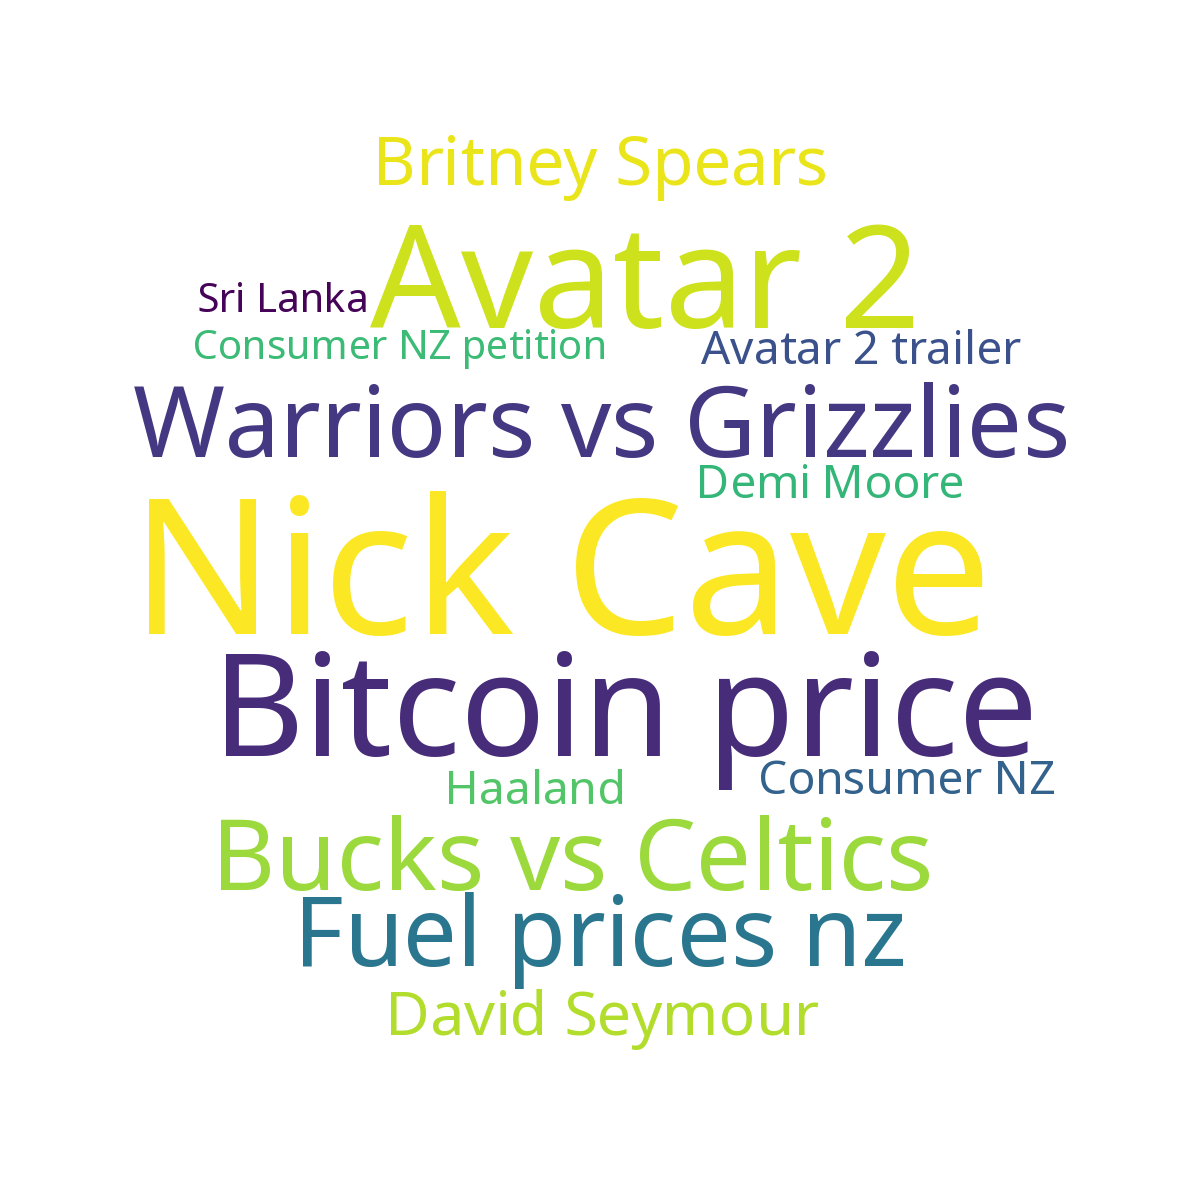 Britney Spears
Avatar 2
Sri Lanka
Consumer NZ petition
Avatar 2 trailer
Warriors vs Grizzlies
Demi Moore
Nick Cave
Bitcoin price
Haaland
Consumer NZ
Bucks vs Celtics
Fuel prices nz
David Seymour